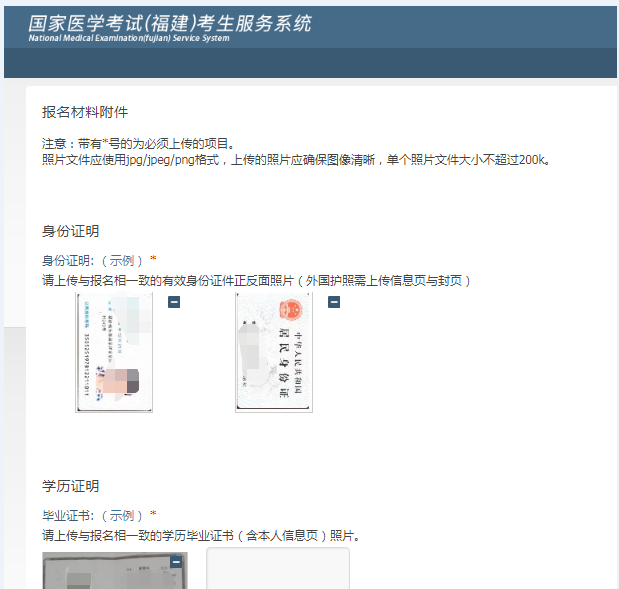 国家医学考试(福建)考生服务系统
National Medical Examination(fujian) Service System
报名材料附件
注意：带有*号的为必须上传的项目。
照片文件应使用jpg/jpeg/png格式，上传的照片应确保图像清晰，单个照片文件大小不超过200k。
身份证明
身份证明:（示例）*
请上传与报名相一致的有效身份证件正反面照片（外国护照需上传信息页与封页）
中华人民共和国
居民身份证
学历证明
毕业证书:（示例）*
请上传与报名相一致的学历毕业证书（含本人信息页）照片。